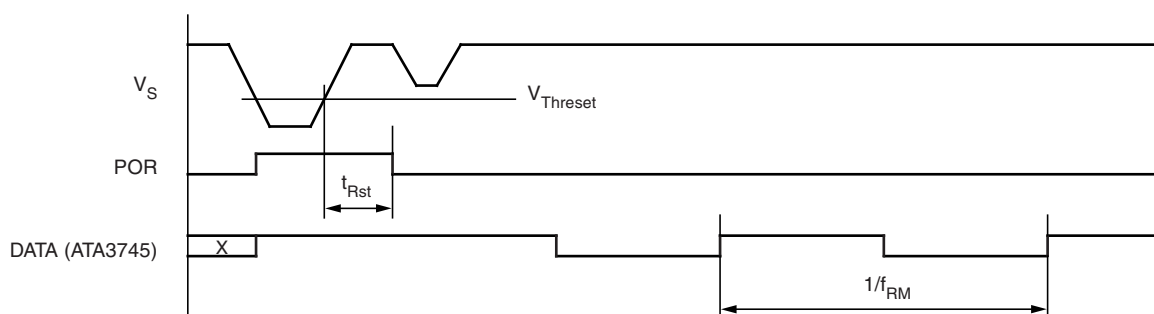 V_S
V_Threset
POR
t_Rst
DATA (ATA3745)
X
1/f_RM